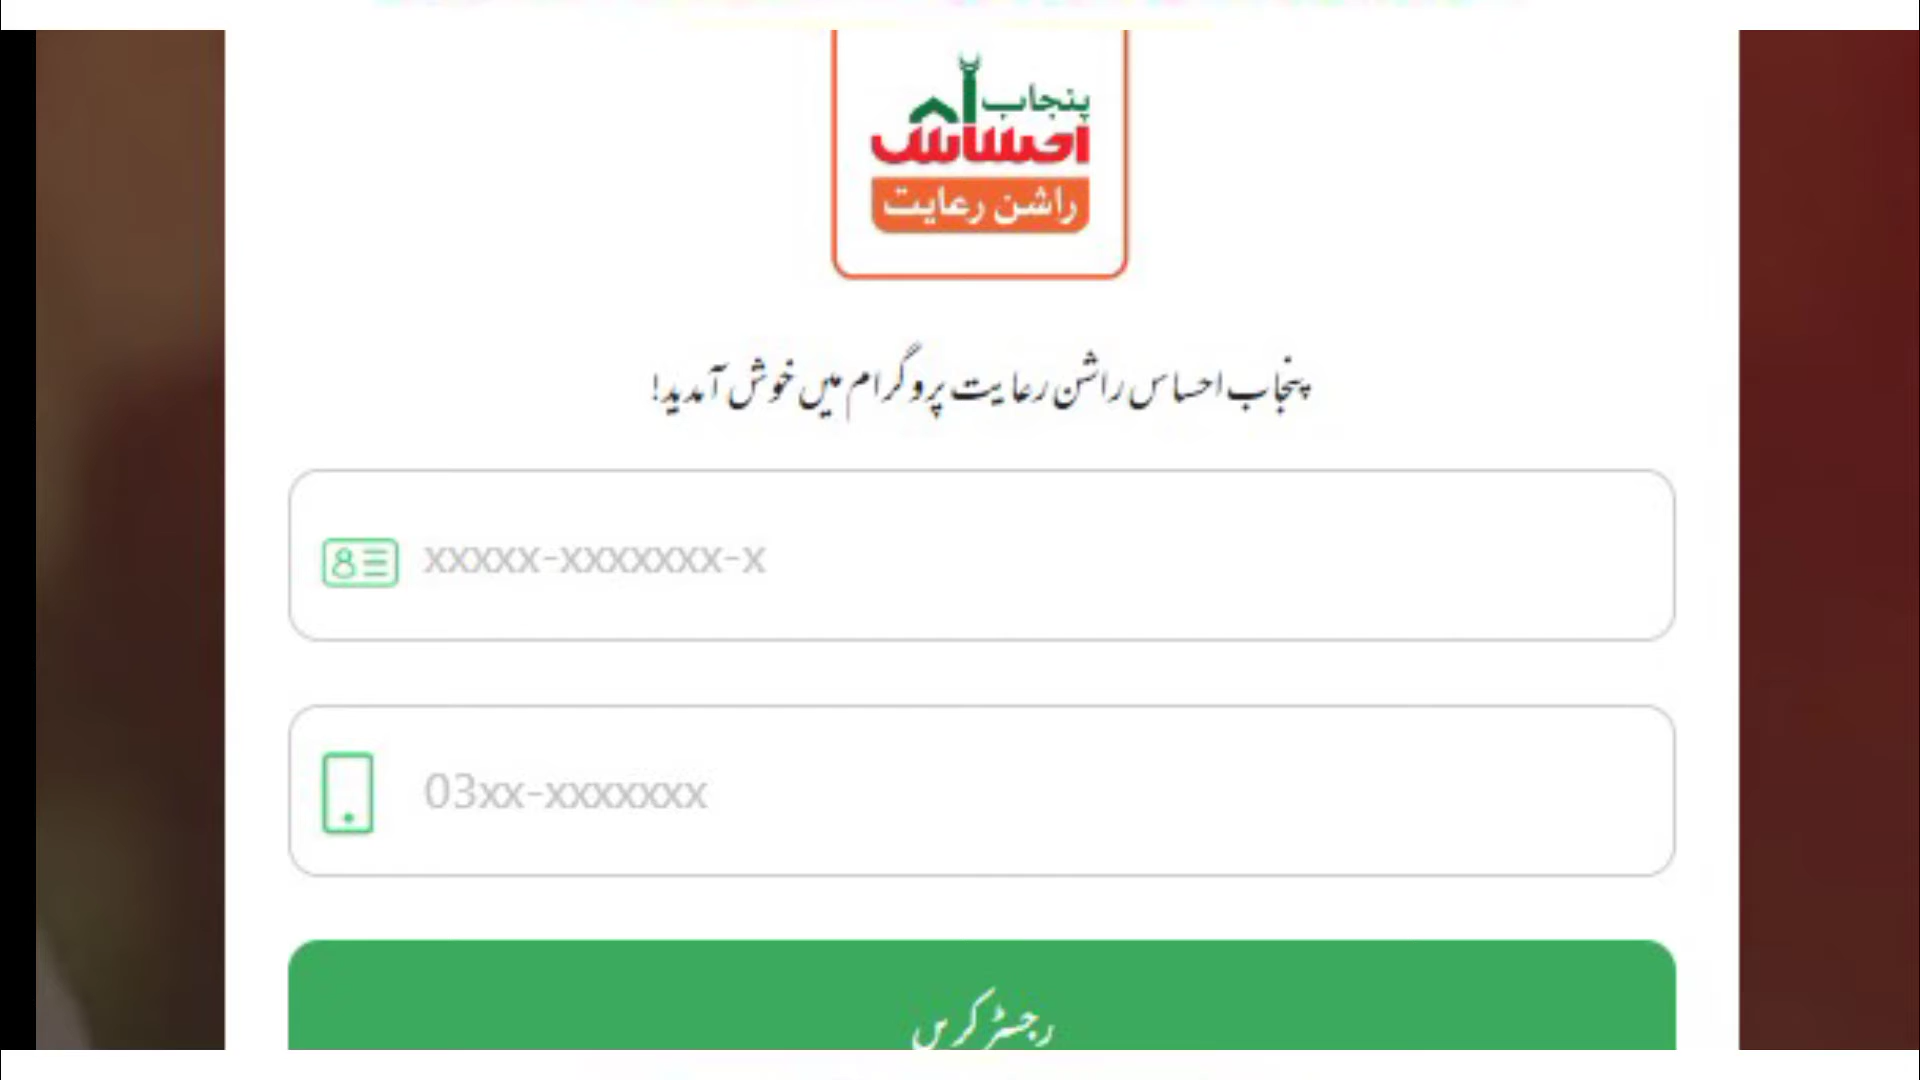 پنجاب
احساس
راشن رعایت
پنجاب احساس راشن رعایت پروگرام میں خوش آمدید!
xxxxx-xxxxxxx-x
03xx-xxxxxxx
رجسٹر کریں